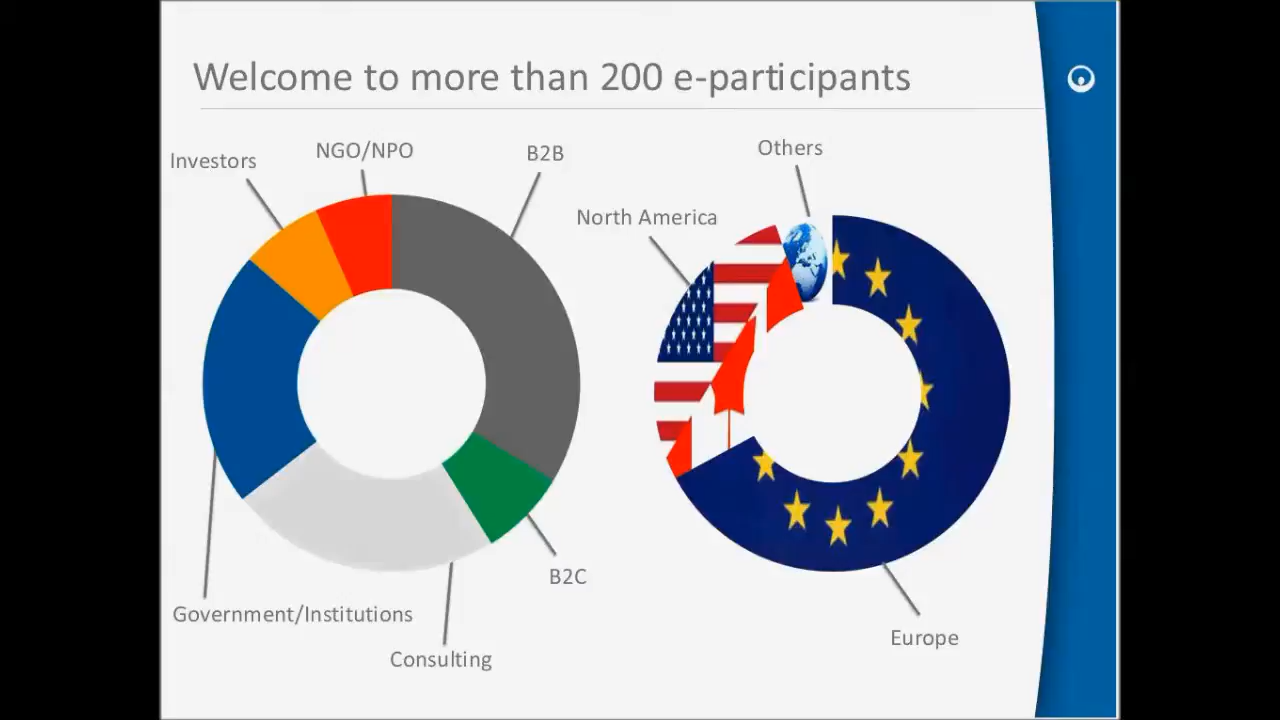 Welcome to more than 200 e-participants
Investors
NGO/NPO
B2B
Others
North America
B2C
Government/Institutions
Consulting
Europe